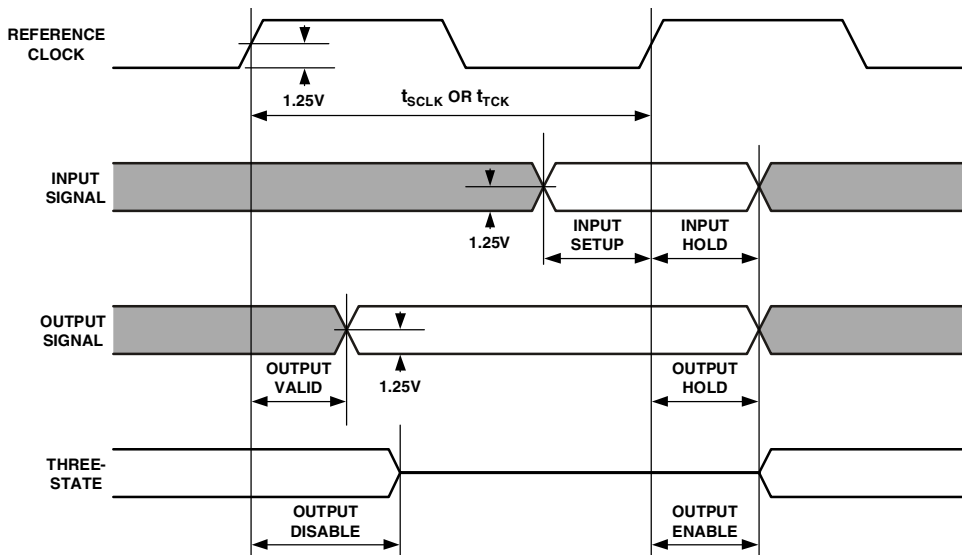 REFERENCE
CLOCK
1.25V
tSCLK OR tTCK
INPUT
SIGNAL
1.25V
INPUT
SETUP
INPUT
HOLD
OUTPUT
SIGNAL
OUTPUT
VALID
1.25V
OUTPUT
HOLD
THREE-
STATE
OUTPUT
DISABLE
OUTPUT
ENABLE